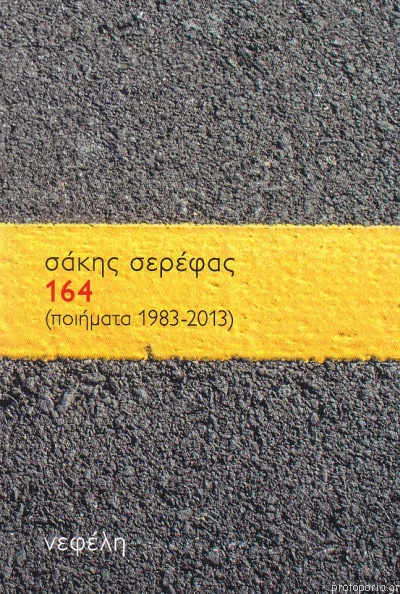 σάκης σερέφας
164
(ποιήματα 1983-2013)
νεφέλη
protoporia.gr